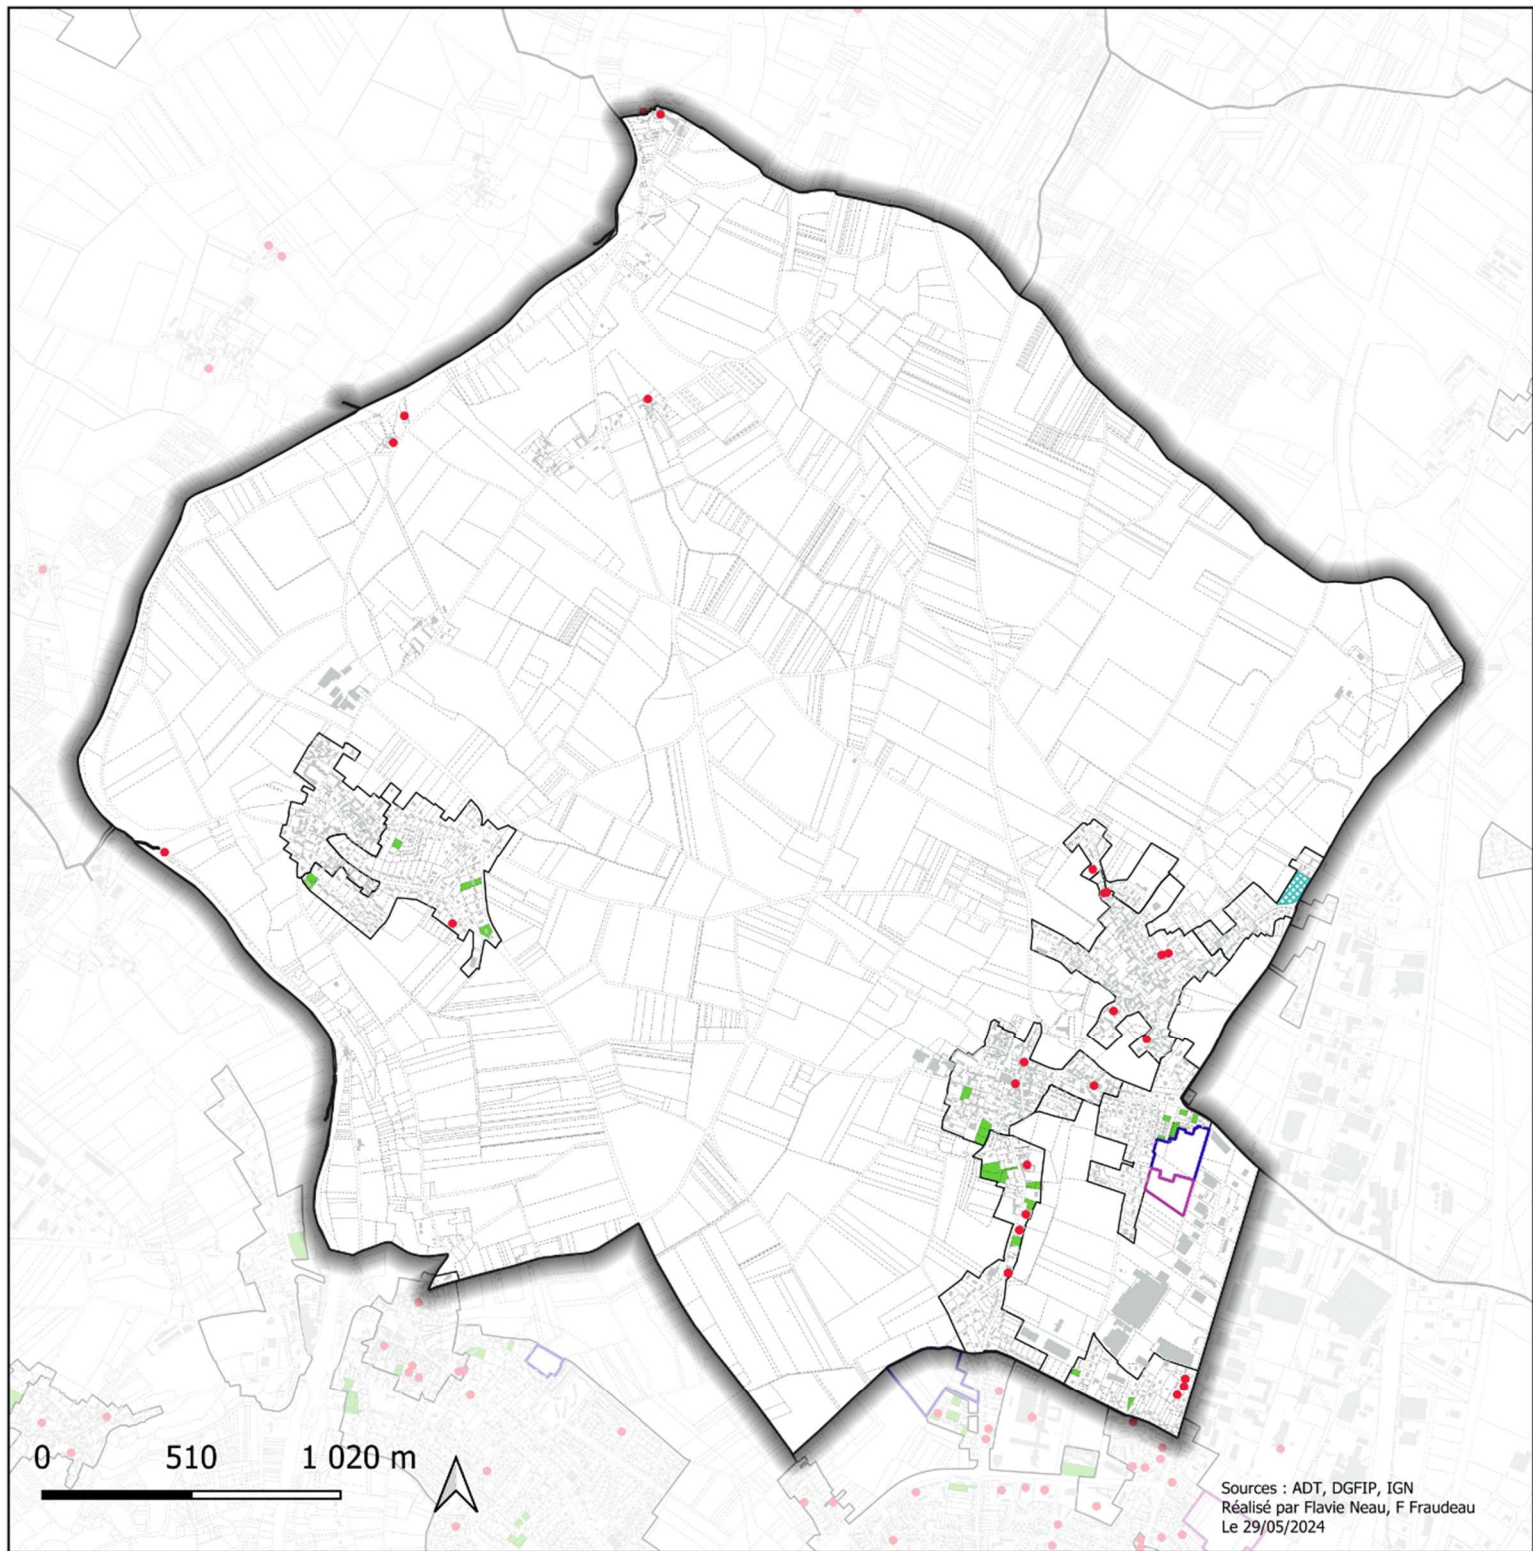 0 510 1 020 m
Sources : ADT, DGFIP, IGN
Réalisé par Flavie Neau, F Fraudeau
Le 29/05/2024